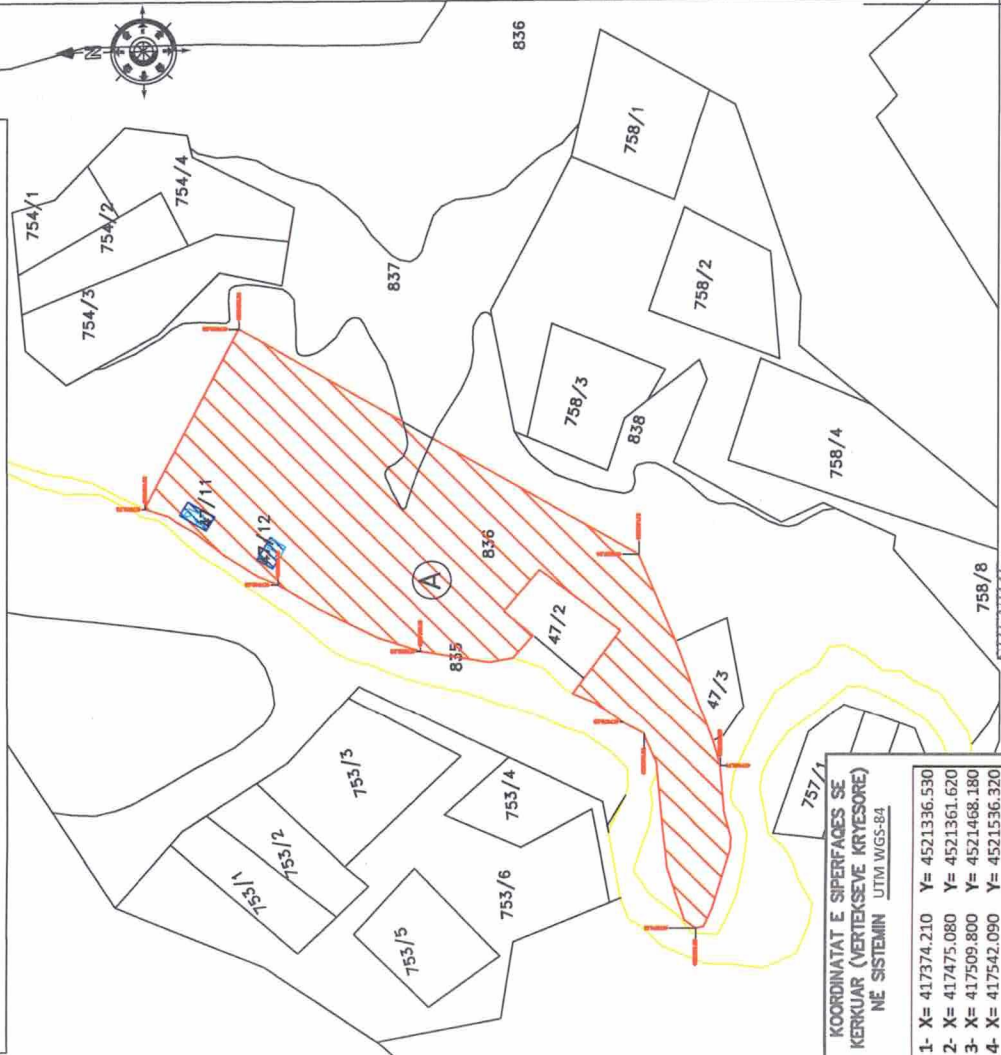 N
836
754/1
754/2
754/4
754/3
837
758/1
758/2
758/3
838
758/4
47/11
47/12
836
A
835
47/2
47/3
758/8
753/3
753/2
753/1
753/4
753/6
753/5
757/1
KOORDINATAT E SIPERFAQES SE
KERKUAR (VERTEKSEVE KRYESORE)
NË SISTEMIN UTM WGS-84
1- X= 417374.210 Y= 4521336.530
2- X= 417475.080 Y= 4521361.620
3- X= 417509.800 Y= 4521468.180
4- X= 417542.090 Y= 4521536.320